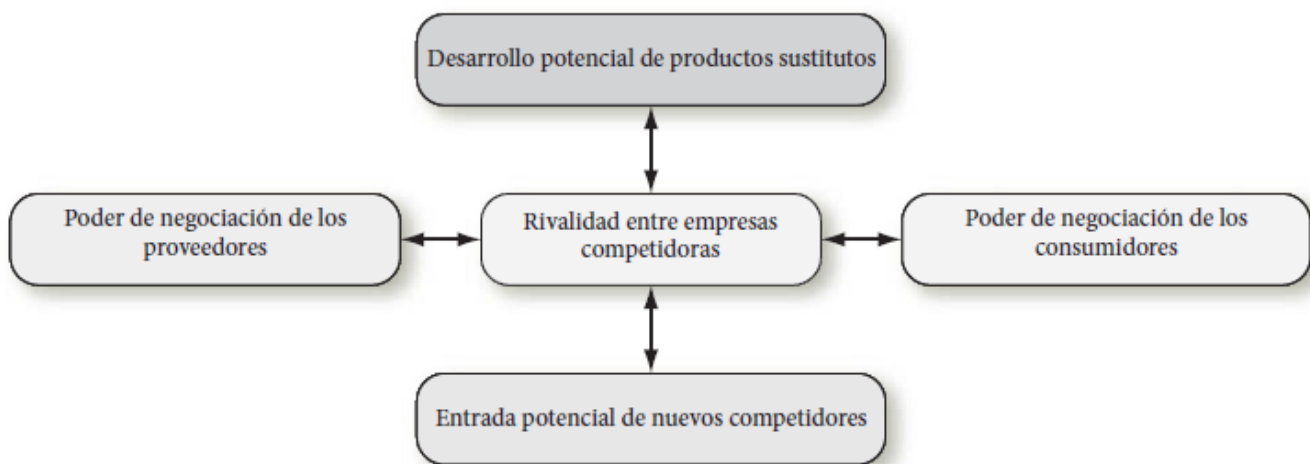 Desarrollo potencial de productos sustitutos
Poder de negociación de los
proveedores
Rivalidad entre empresas
competidoras
Poder de negociación de los
consumidores
Entrada potencial de nuevos competidores